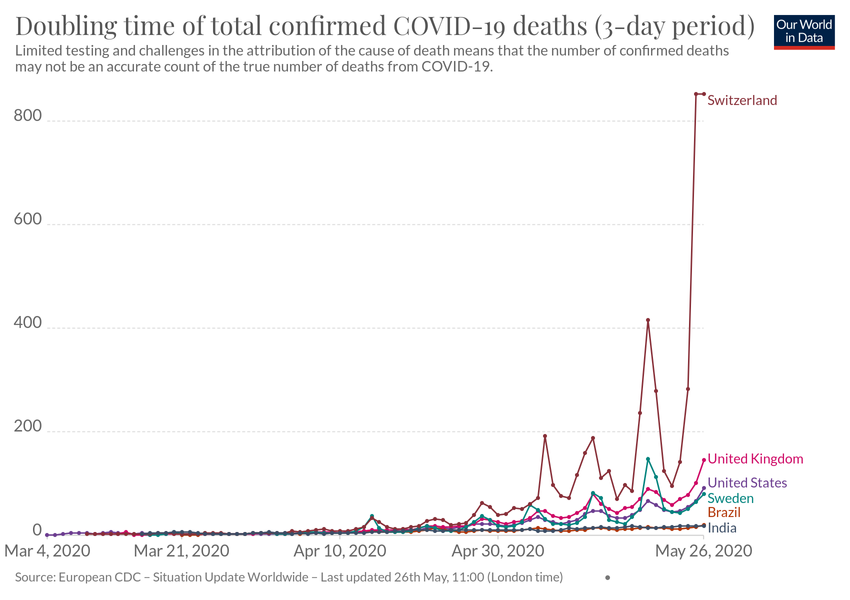 Doubling time of total confirmed COVID-19 deaths (3-day period)
Our World
in Data
Limited testing and challenges in the attribution of the cause of death means that the number of confirmed deaths
may not be an accurate count of the true number of deaths from COVID-19.
800
600
400
200
0
Switzerland
United Kingdom
United States
Sweden
Brazil
India
Mar 4, 2020
Mar 21, 2020
Apr 10, 2020
Apr 30, 2020
May 26, 2020
Source: European CDC – Situation Update Worldwide – Last updated 26th May, 11:00 (London time)